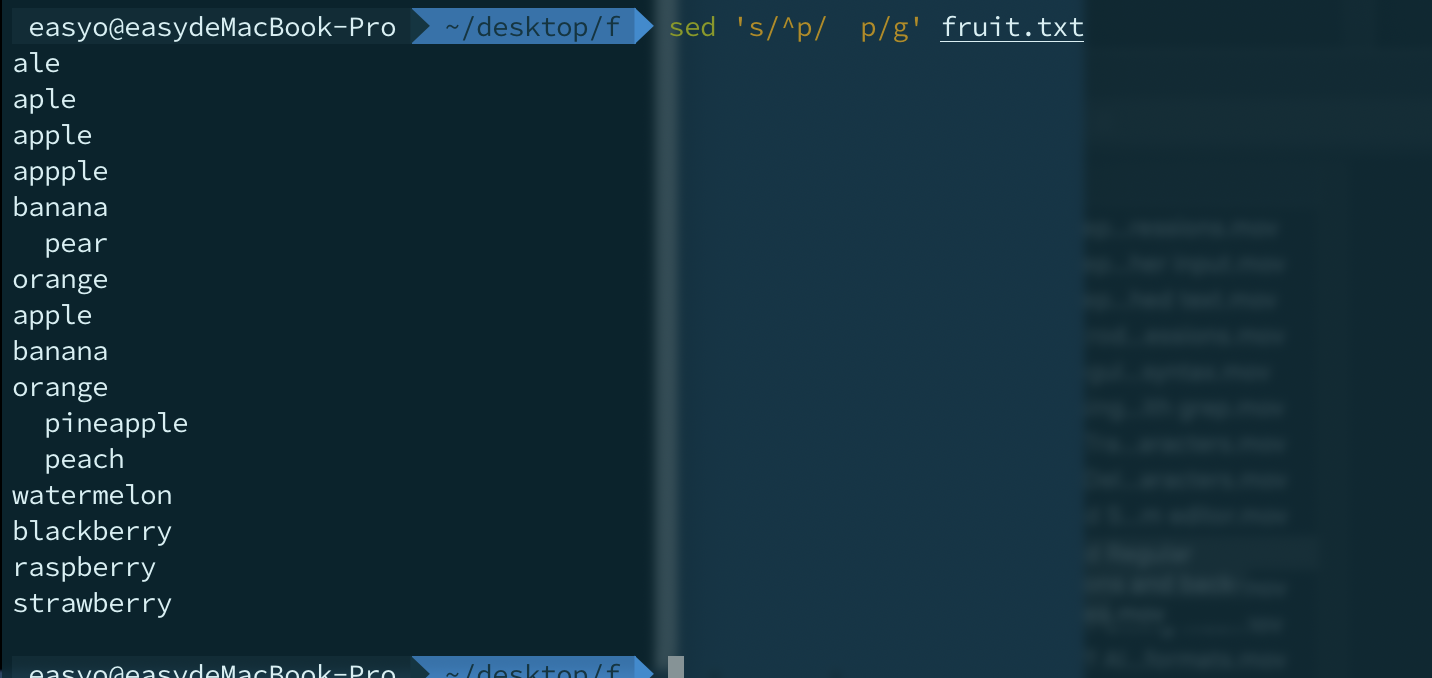 easyo@easydeMacBook-Pro ~/desktop/f sed 's/^p/  p/g' fruit.txt
ale
aple
apple
appple
banana
  pear
orange
apple
banana
orange
  pineapple
  peach
watermelon
blackberry
raspberry
strawberry
easyo@easydeMacBook-Pro ~/desktop/f